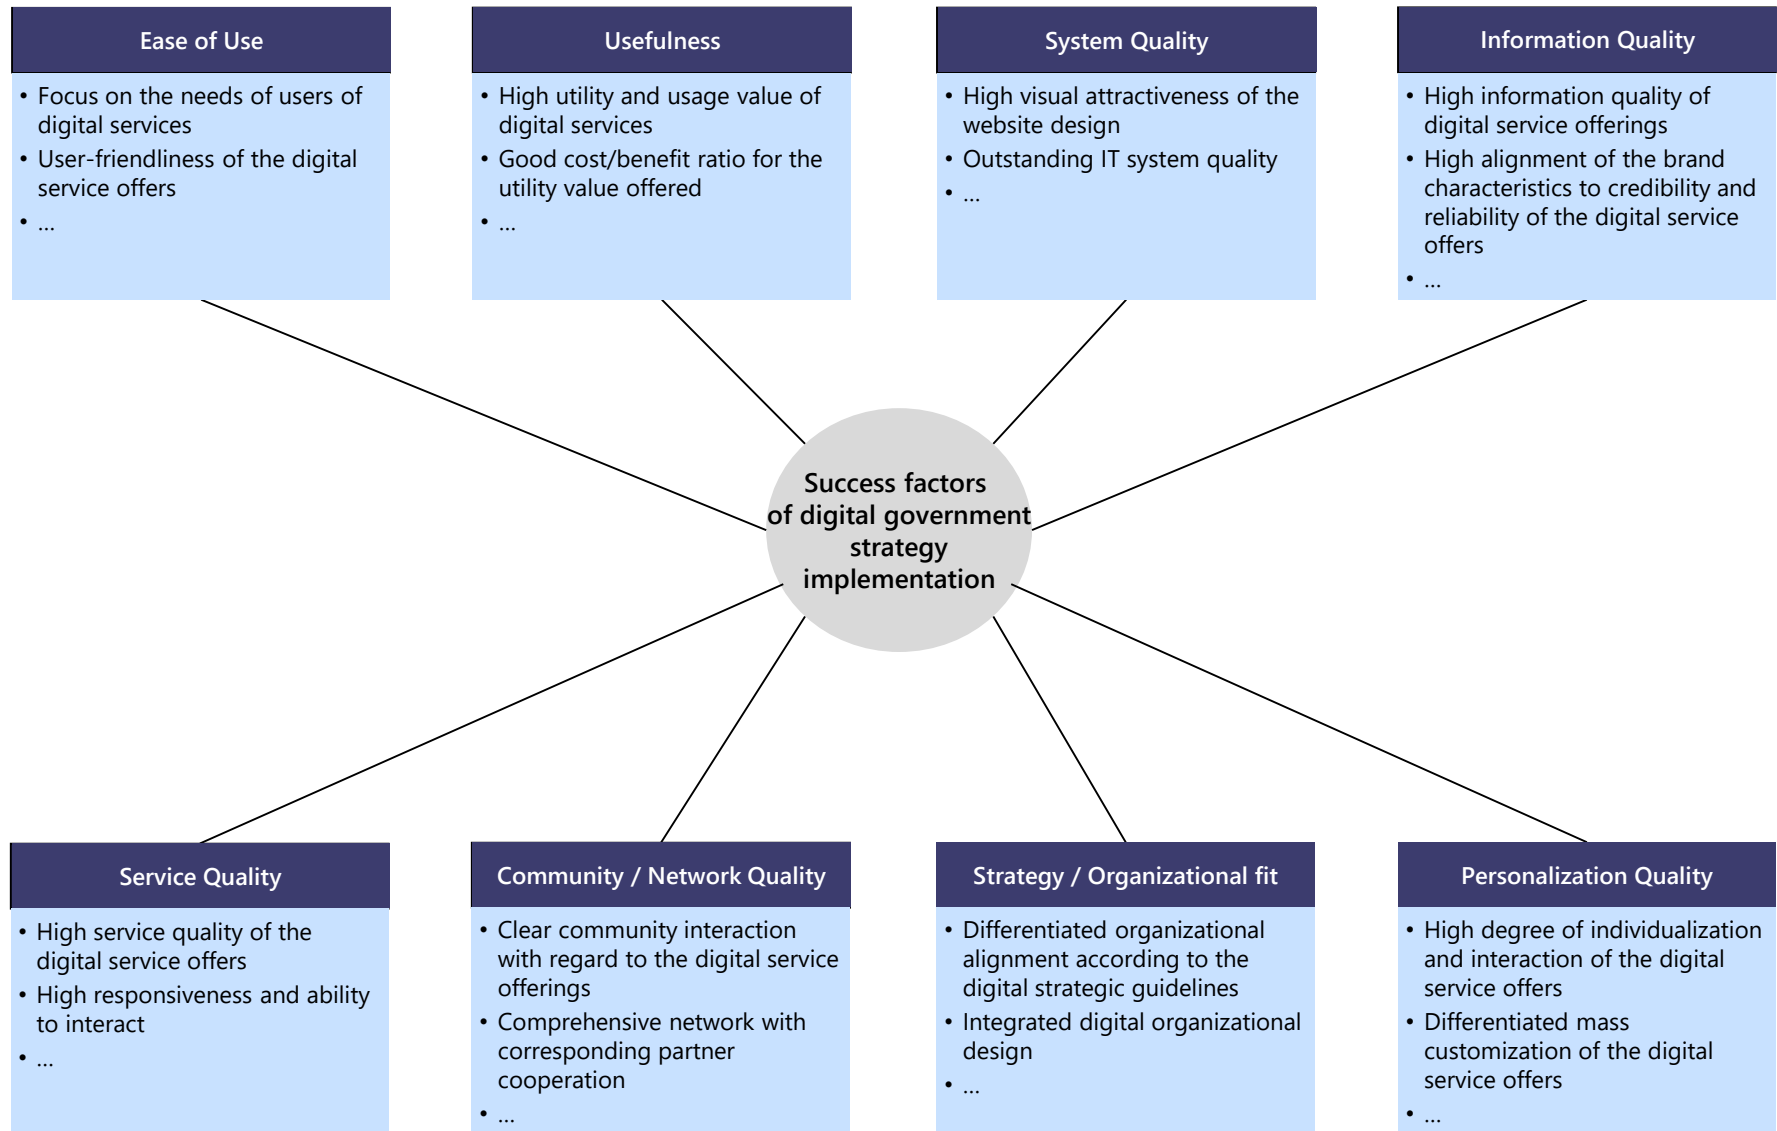 Ease of Use
• Focus on the needs of users of
digital services
• User-friendliness of the digital
service offers
• ...
Usefulness
• High utility and usage value of
digital services
• Good cost/benefit ratio for the
utility value offered
• ...
System Quality
• High visual attractiveness of the
website design
• Outstanding IT system quality
• ...
Information Quality
• High information quality of
digital service offerings
• High alignment of the brand
characteristics to credibility and
reliability of the digital service
offers
• ...
Success factors
of digital government
strategy
implementation
Service Quality
• High service quality of the
digital service offers
• High responsiveness and ability
to interact
• ...
Community / Network Quality
• Clear community interaction
with regard to the digital service
offerings
• Comprehensive network with
corresponding partner
cooperation
• ...
Strategy / Organizational fit
• Differentiated organizational
alignment according to the
digital strategic guidelines
• Integrated digital organizational
design
• ...
Personalization Quality
• High degree of individualization
and interaction of the digital
service offers
• Differentiated mass
customization of the digital
service offers
• ...